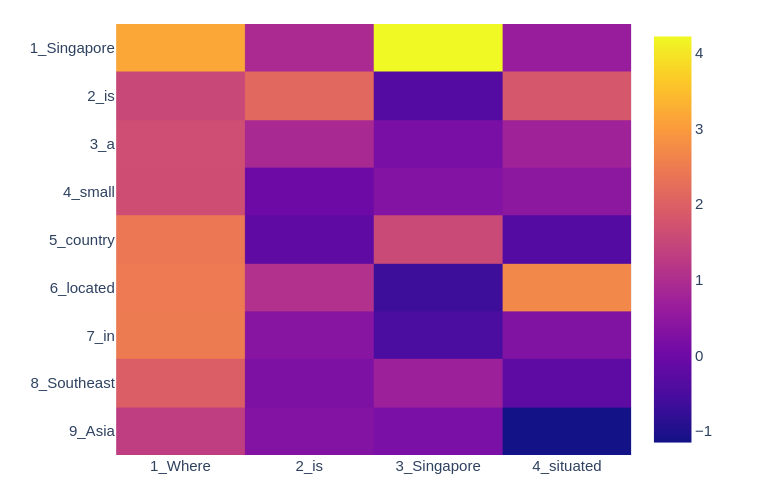 1_Singapore
2_is
3_a
4_small
5_country
6_located
7_in
8_Southeast
9_Asia
1_Where 2_is 3_Singapore 4_situated
4
3
2
1
0
−1